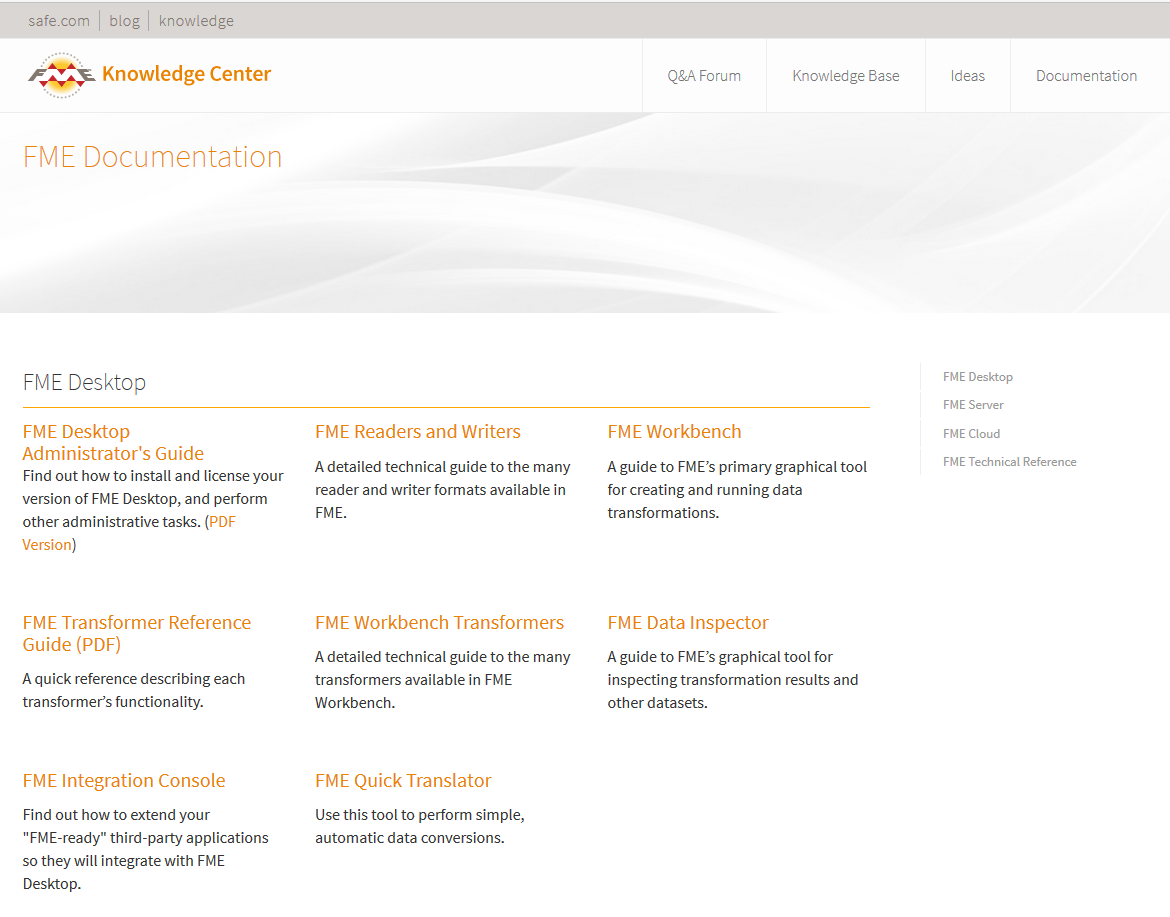 safe.com blog knowledge
FME Knowledge Center
Q&A Forum Knowledge Base Ideas Documentation
FME Documentation
FME Desktop
FME Desktop
Administrator's Guide
Find out how to install and license your
version of FME Desktop, and perform
other administrative tasks. (PDF
Version)
FME Readers and Writers
A detailed technical guide to the many
reader and writer formats available in
FME.
FME Workbench
A guide to FME’s primary graphical tool
for creating and running data
transformations.
FME Transformer Reference
Guide (PDF)
A quick reference describing each
transformer’s functionality.
FME Workbench Transformers
A detailed technical guide to the many
transformers available in FME
Workbench.
FME Data Inspector
A guide to FME’s graphical tool for
inspecting transformation results and
other datasets.
FME Integration Console
Find out how to extend your
"FME-ready" third-party applications
so they will integrate with FME
Desktop.
FME Quick Translator
Use this tool to perform simple,
automatic data conversions.
FME Desktop
FME Server
FME Cloud
FME Technical Reference